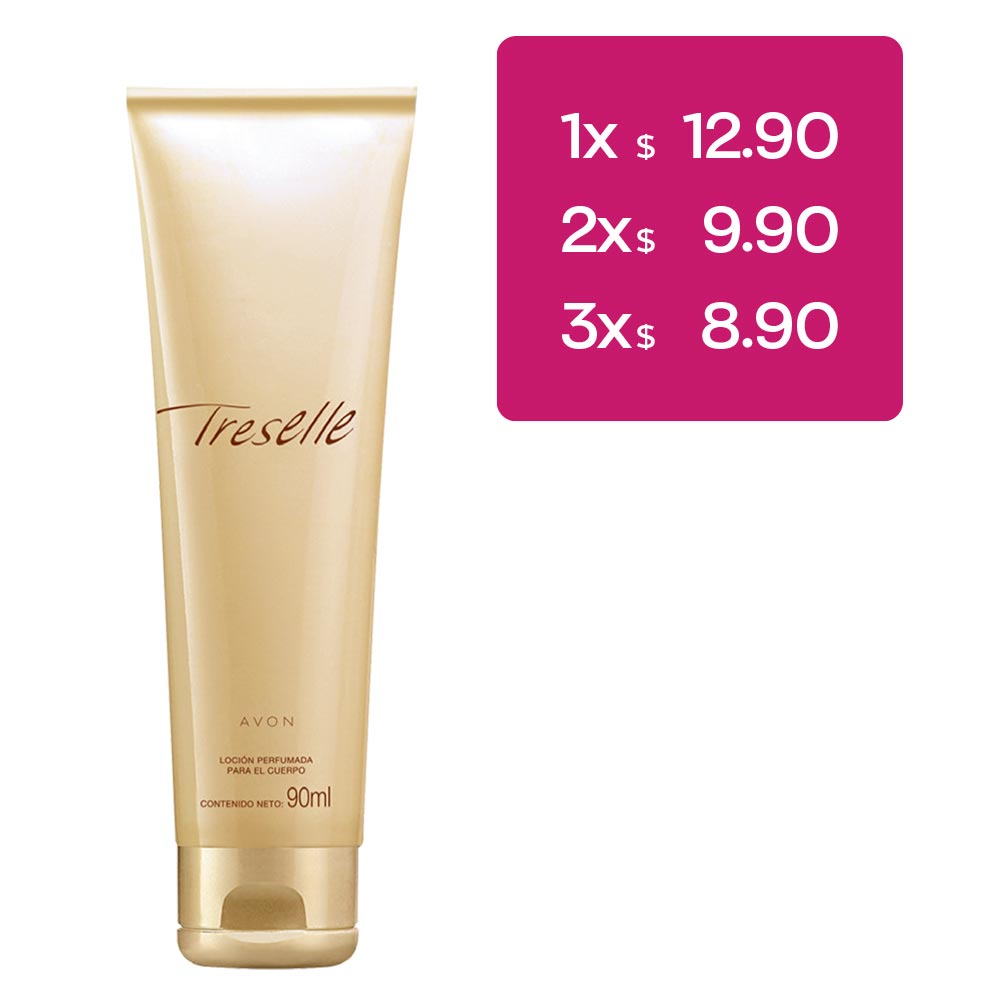 1x $ 12.90
2x $ 9.90
3x $ 8.90
Treselle
AVON
LOCIÓN PERFUMADA
PARA EL CUERPO
CONTENIDO NETO: 90ml